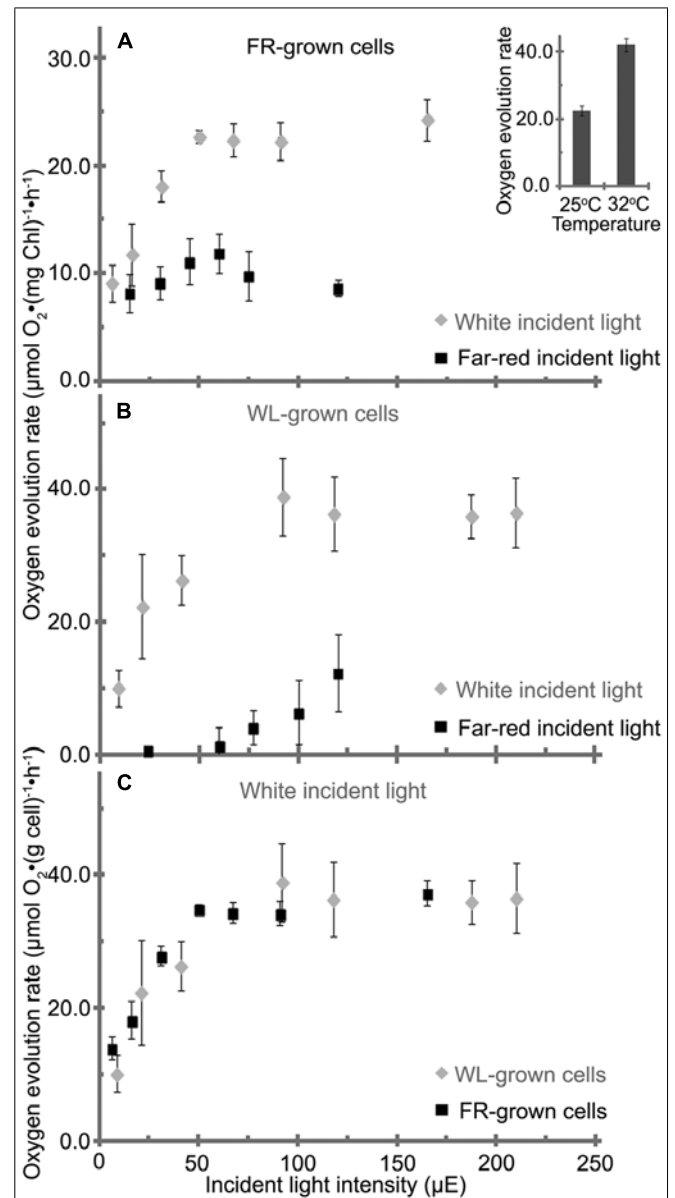 A
FR-grown cells
30.0
20.0
10.0
0.0
White incident light
Far-red incident light
Oxygen evolution rate
40.0
20.0
0.0
25°C 32°C
Temperature
Oxygen evolution rate (µmol O₂•(mg Chl)⁻¹•h⁻¹)
B
WL-grown cells
40.0
20.0
0.0
White incident light
Far-red incident light
C
White incident light
Oxygen evolution rate (µmol O₂•(g cell)⁻¹•h⁻¹)
40.0
20.0
0.0
WL-grown cells
FR-grown cells
0 50 100 150 200 250
Incident light intensity (µE)